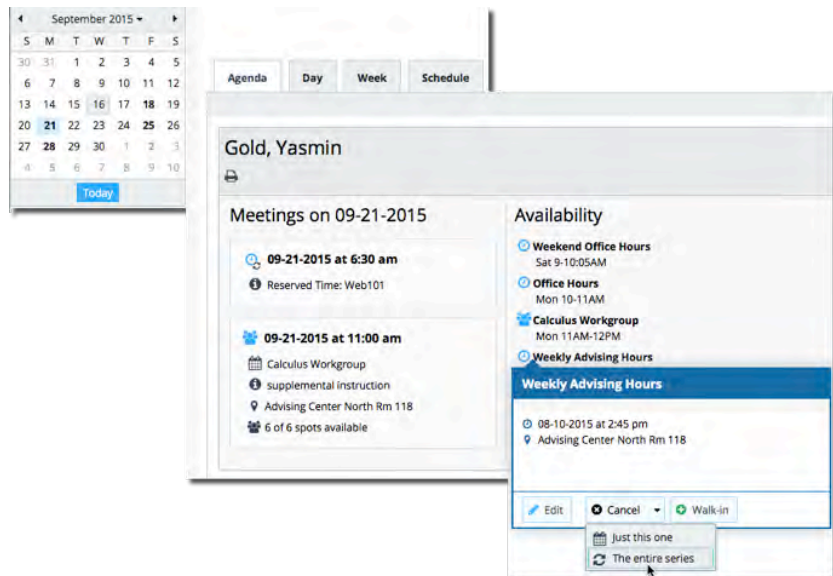 September 2015
S M T W T F S
30 31 1 2 3 4 5
6 7 8 9 10 11 12
13 14 15 16 17 18 19
20 21 22 23 24 25 26
27 28 29 30 1 2 3
4 5 6 7 8 9 10
Today
Agenda Day Week Schedule
Gold, Yasmin
Meetings on 09-21-2015
09-21-2015 at 6:30 am
Reserved Time: Web101
09-21-2015 at 11:00 am
Calculus Workgroup
supplemental instruction
Advising Center North Rm 118
6 of 6 spots available
Availability
Weekend Office Hours
Sat 9-10:05AM
Office Hours
Mon 10-11AM
Calculus Workgroup
Mon 11AM-12PM
Weekly Advising Hours
Weekly Advising Hours
08-10-2015 at 2:45 pm
Advising Center North Rm 118
Edit Cancel Walk-in
Just this one
The entire series